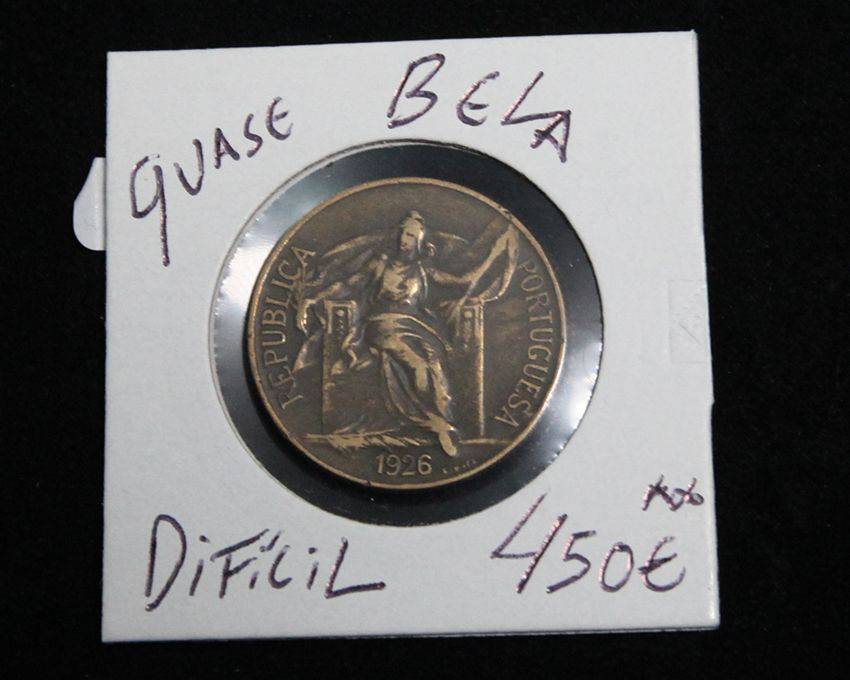 QUASE BELA
REPUBLICA PORTUGUESA
1926
DiFíCiL 450€